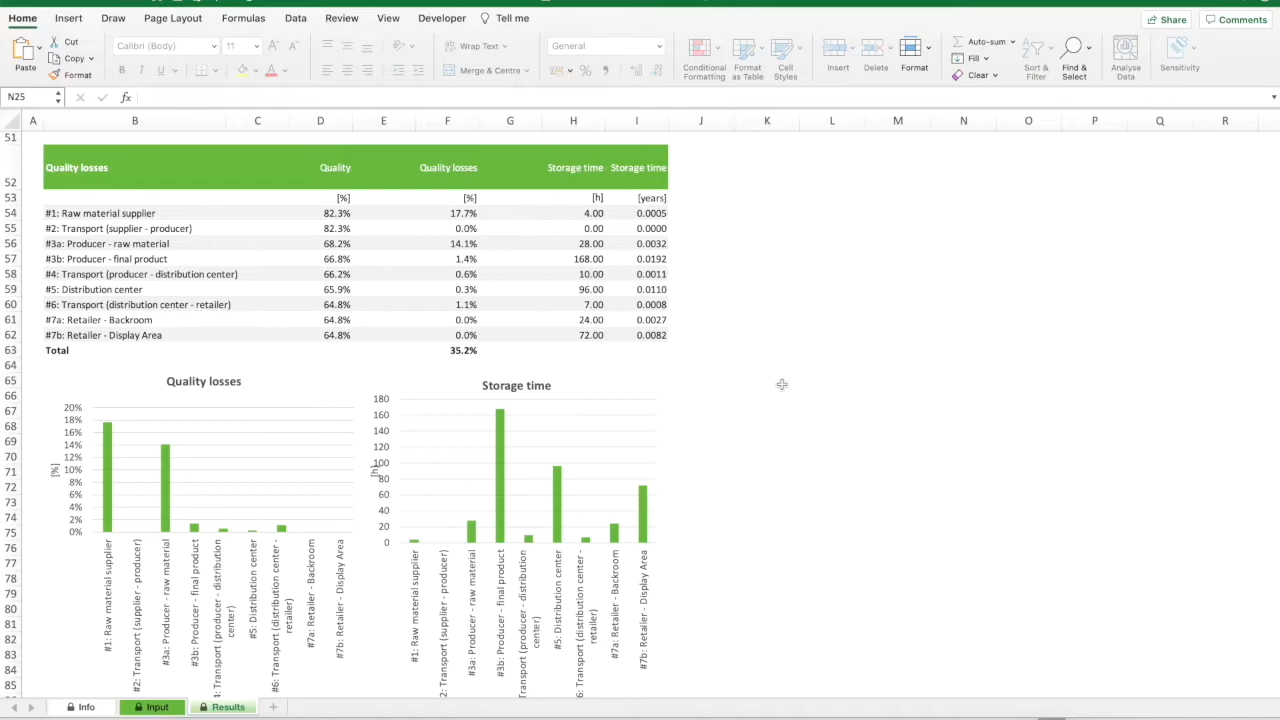 Home Insert Draw Page Layout Formulas Data Review View Developer Tell me Share Comments
Paste Cut Copy Format
Calibri (Body) 11
B U A
Wrap Text
Merge & Centre
General
Conditional Formatting
Format as Table
Cell Styles
Insert Delete Format
Auto-sum
Fill
Clear
Sort & Filter
Find & Select
Analyse Data
Sensitivity
N25 fx
A B C D E F G H I J K L M N O P Q R
51
52 Quality losses Quality Quality losses Storage time Storage time
53 [%] [%] [h] [years]
54 #1: Raw material supplier 82.3% 17.7% 4.00 0.0005
55 #2: Transport (supplier - producer) 82.3% 0.0% 0.00 0.0000
56 #3a: Producer - raw material 68.2% 14.1% 28.00 0.0032
57 #3b: Producer - final product 66.8% 1.4% 168.00 0.0192
58 #4: Transport (producer - distribution center) 66.2% 0.6% 10.00 0.0011
59 #5: Distribution center 65.9% 0.3% 96.00 0.0110
60 #6: Transport (distribution center - retailer) 64.8% 1.1% 7.00 0.0008
61 #7a: Retailer - Backroom 64.8% 0.0% 24.00 0.0027
62 #7b: Retailer - Display Area 64.8% 0.0% 72.00 0.0082
63 Total 35.2%
64
65
66
67
68
69
70
71
72
73
74
75
76
77
78
79
80
81
82
83
84
85
Quality losses
20%
18%
16%
14%
12%
10%
8%
6%
4%
2%
0%
[%]
#1: Raw material supplier
#2: Transport (supplier - producer)
#3a: Producer - raw material
#3b: Producer - final product
4: Transport (producer - distribution
center)
#5: Distribution center
#6: Transport (distribution center -
retailer)
#7a: Retailer - Backroom
#7b: Retailer - Display Area
Storage time
180
160
140
120
100
80
60
40
20
0
[h]
#1: Raw material supplier
2: Transport (supplier - producer)
#3a: Producer - raw material
#3b: Producer - final product
Transport (producer - distribution
center)
#5: Distribution center
6: Transport (distribution center -
retailer)
#7a: Retailer - Backroom
#7b: Retailer - Display Area
Info Input Results